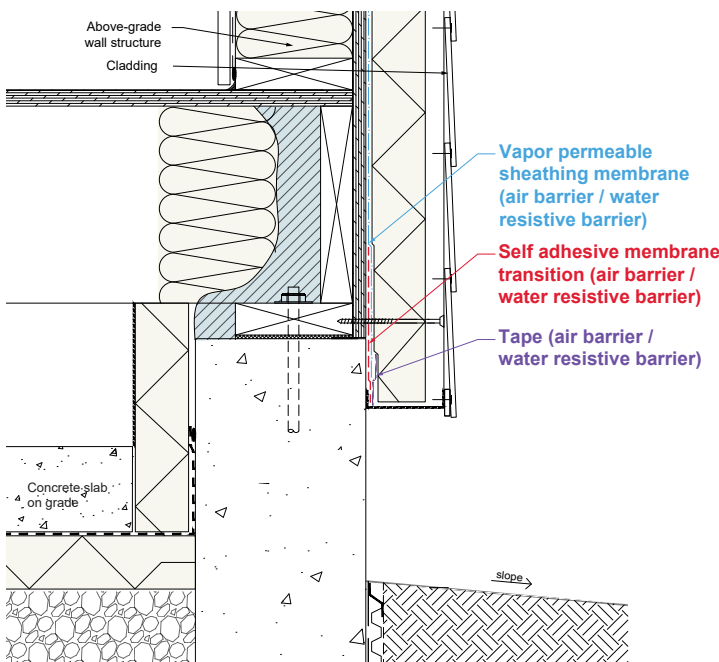 Above-grade
wall structure
Cladding
Vapor permeable
sheathing membrane
(air barrier / water
resistive barrier)
Self adhesive membrane
transition (air barrier /
water resistive barrier)
Tape (air barrier /
water resistive barrier)
Concrete slab
on grade
slope